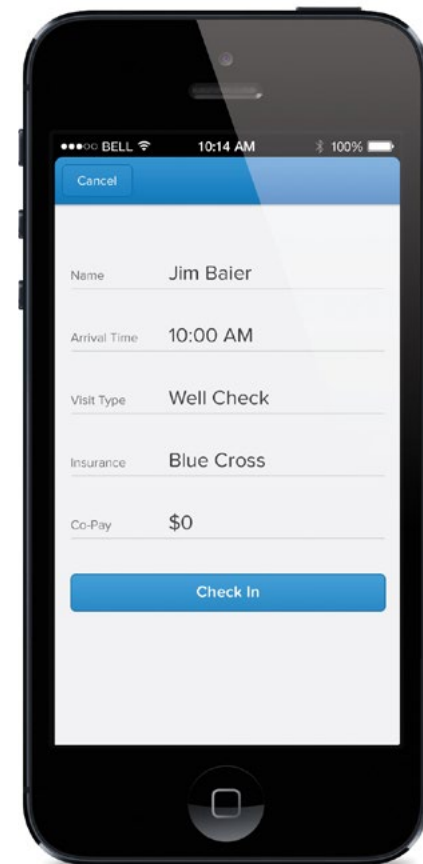 BELL 10:14 AM 100%
Cancel
Name Jim Baier
Arrival Time 10:00 AM
Visit Type Well Check
Insurance Blue Cross
Co-Pay $0
Check In